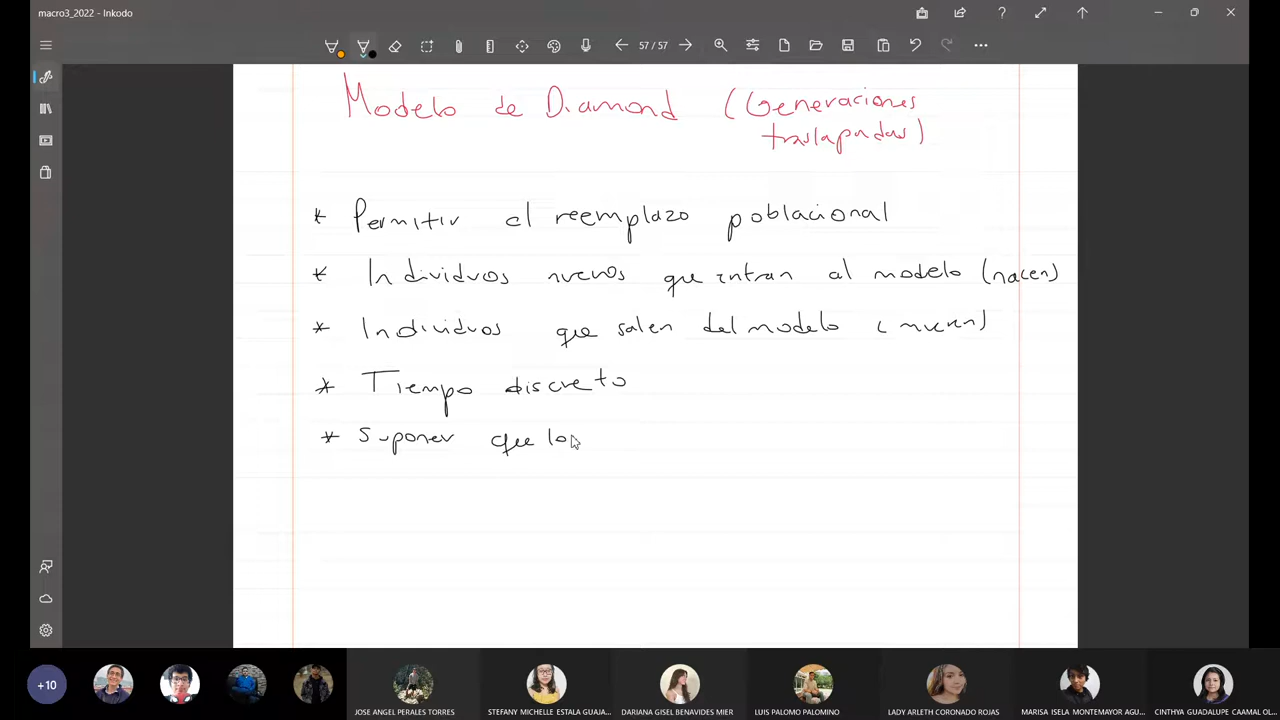 macro3_2022 - Inkodo
57 / 57
Modelo de Diamond (Generaciones
traslapadas)
* Permitir el reemplazo poblacional
* Individuos nuevos que entran al modelo (nacen)
* Individuos que salen del modelo (mueren)
* Tiempo discreto
* Suponer que lo
+10
JOSE ANGEL PERALES TORRES
STEFANY MICHELLE ESTALA GUAJA...
DARIANA GISEL BENAVIDES MIER
LUIS PALOMO PALOMINO
LADY ARLETH CORONADO ROJAS
MARISA ISELA MONTEMAYOR AGU...
CINTHYA GUADALUPE CAAMAL OL...